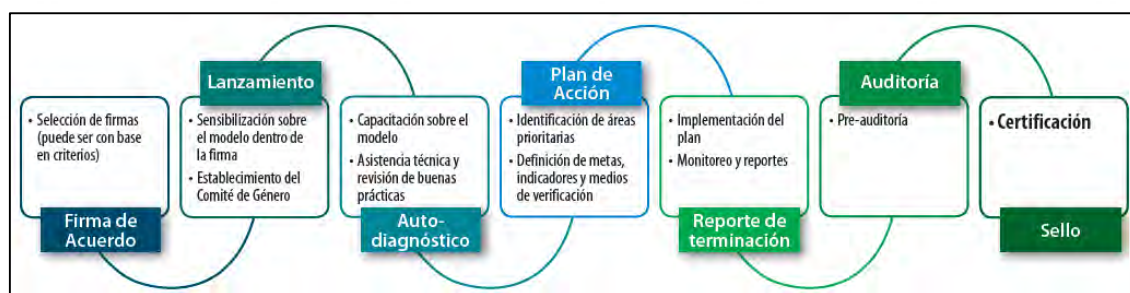 • Selección de firmas
(puede ser con base
en criterios)
Firma de
Acuerdo
Lanzamiento
• Sensibilización sobre
el modelo dentro de
la firma
• Establecimiento del
Comité de Género
• Capacitación sobre el
modelo
• Asistencia técnica y
revisión de buenas
prácticas
Auto-
diagnóstico
Plan de
Acción
• Identificación de áreas
prioritarias
• Definición de metas,
indicadores y medios
de verificación
• Implementación del
plan
• Monitoreo y reportes
Reporte de
terminación
Auditoría
• Pre-auditoría
• Certificación
Sello